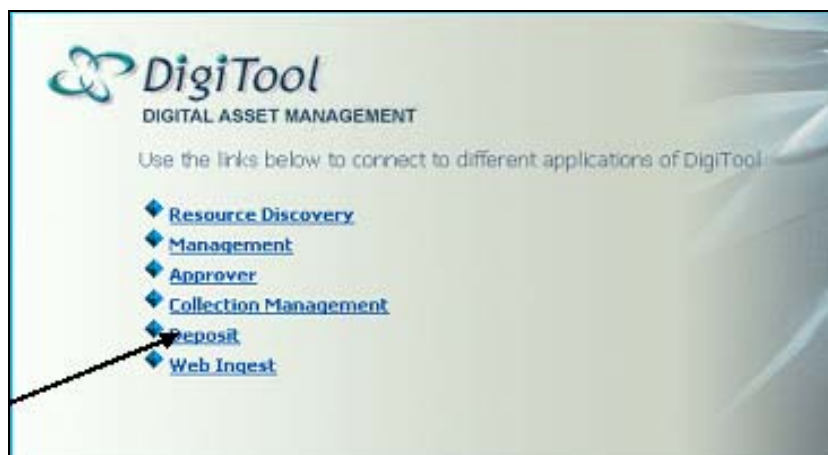 DigiTool
DIGITAL ASSET MANAGEMENT
Use the links below to connect to different applications of DigiTool
Resource Discovery
Management
Approver
Collection Management
Deposit
Web Ingest